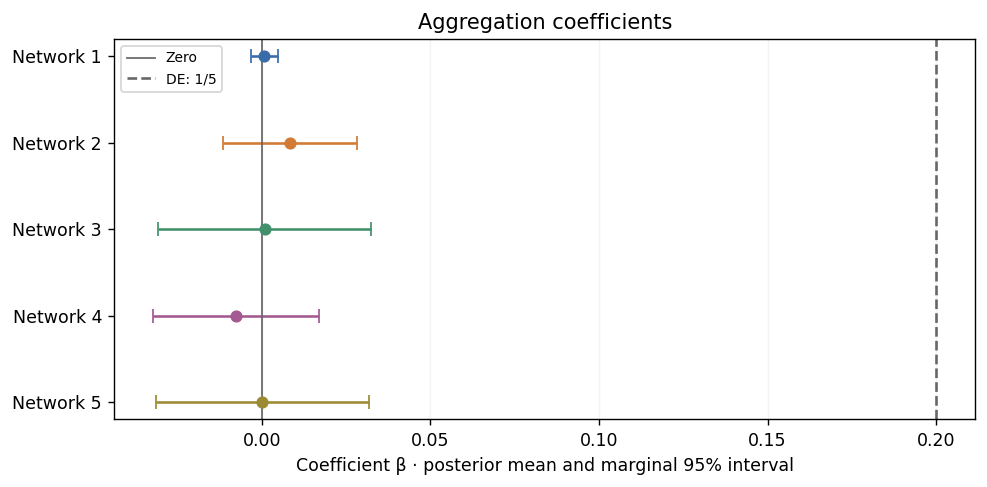 Aggregation coefficients
Zero
DE: 1/5
Network 1
Network 2
Network 3
Network 4
Network 5
0.00 0.05 0.10 0.15 0.20
Coefficient β · posterior mean and marginal 95% interval